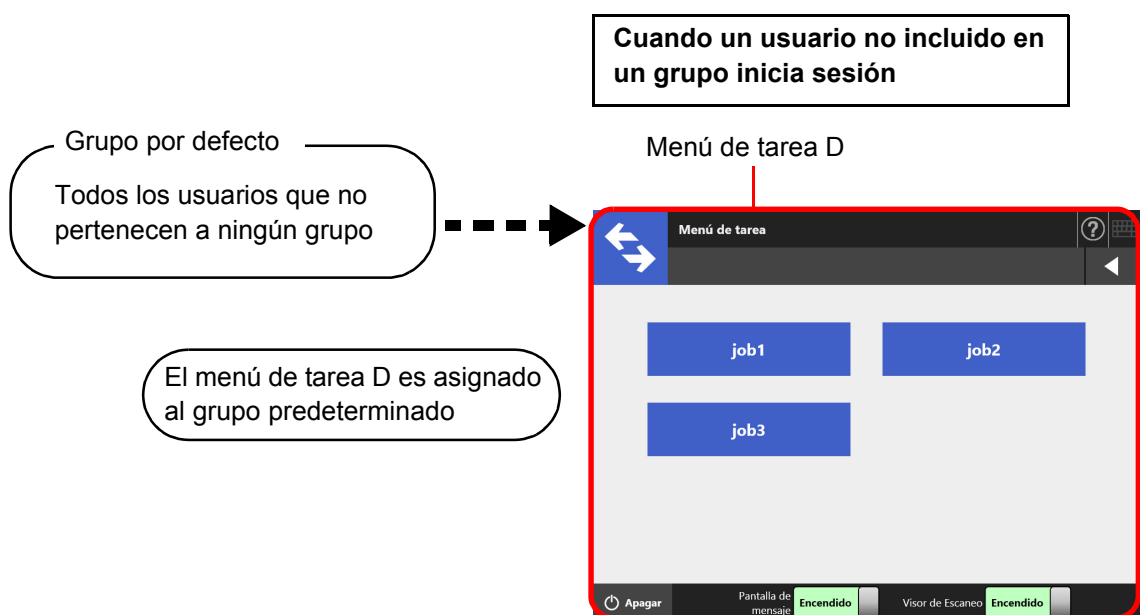 Cuando un usuario no incluido en
un grupo inicia sesión
Grupo por defecto
Todos los usuarios que no
pertenecen a ningún grupo
Menú de tarea D
Menú de tarea
?
job1
job2
job3
El menú de tarea D es asignado
al grupo predeterminado
Apagar
Pantalla de
mensaje
Encendido
Visor de Escaneo
Encendido